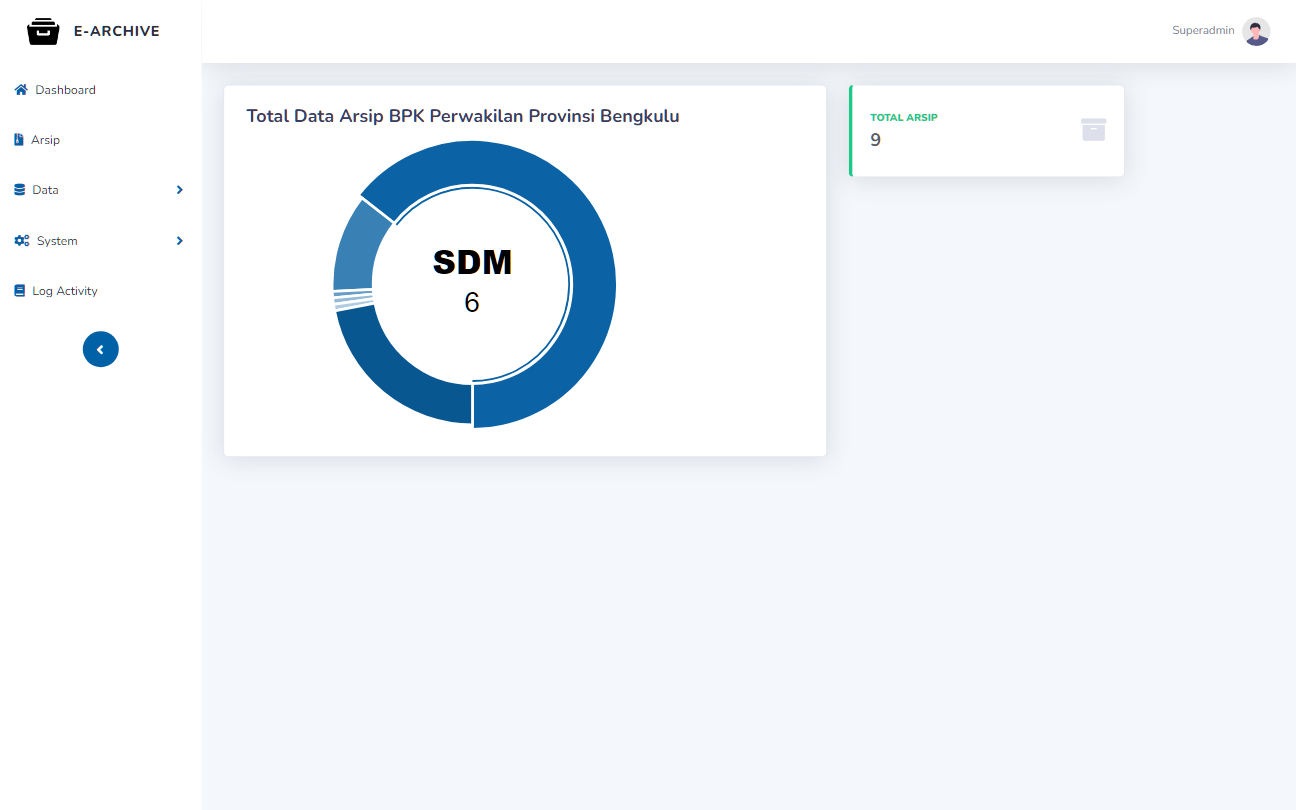 E-ARCHIVE
Superadmin
Dashboard
Arsip
Data
System
Log Activity
Total Data Arsip BPK Perwakilan Provinsi Bengkulu
SDM
6
TOTAL ARSIP
9